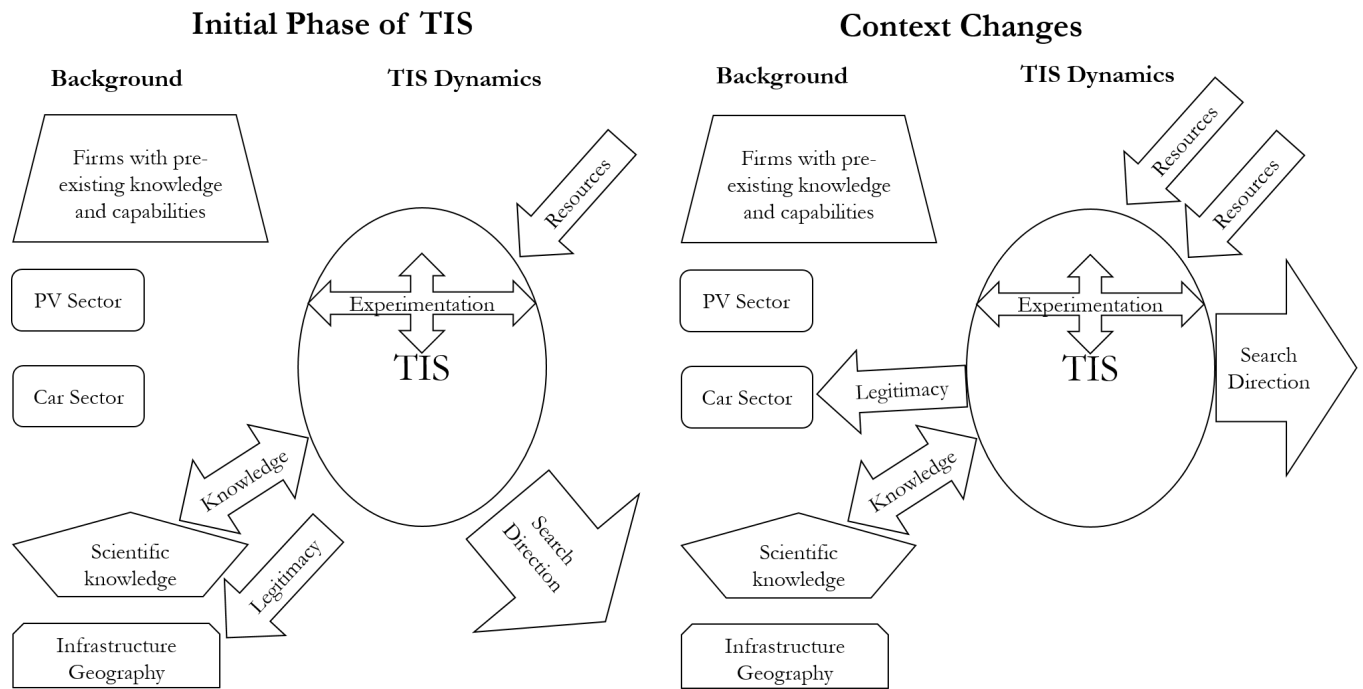 Initial Phase of TIS
Background
TIS Dynamics
Firms with pre-
existing knowledge
and capabilities
Resources
PV Sector
Experimentation
TIS
Car Sector
Knowledge
Scientific
knowledge
Legitimacy
Search
Direction
Infrastructure
Geography
Context Changes
Background
TIS Dynamics
Firms with pre-
existing knowledge
and capabilities
Resources
Resources
PV Sector
Experimentation
TIS
Search
Direction
Car Sector
Legitimacy
Knowledge
Scientific
knowledge
Infrastructure
Geography